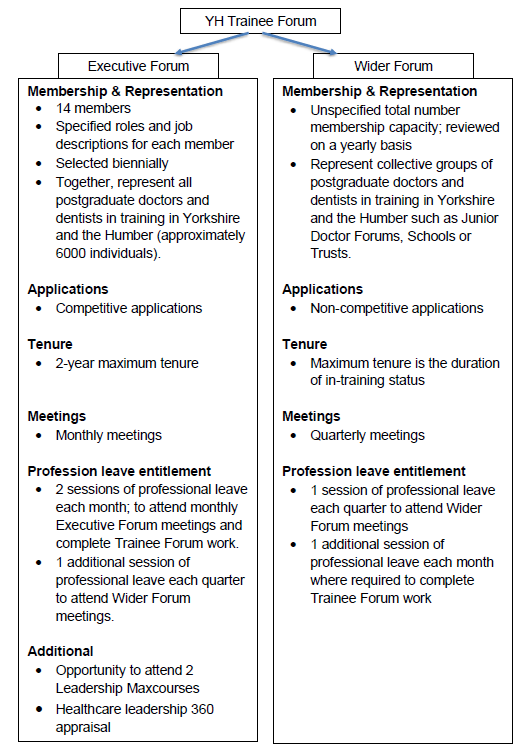 YH Trainee Forum
Executive Forum
Membership & Representation
• 14 members
• Specified roles and job
descriptions for each member
• Selected biennially
• Together, represent all
postgraduate doctors and
dentists in training in Yorkshire
and the Humber (approximately
6000 individuals).
Applications
• Competitive applications
Tenure
• 2-year maximum tenure
Meetings
• Monthly meetings
Profession leave entitlement
• 2 sessions of professional leave
each month; to attend monthly
Executive Forum meetings and
complete Trainee Forum work.
• 1 additional session of
professional leave each quarter
to attend Wider Forum
meetings.
Additional
• Opportunity to attend 2
Leadership Maxcourses
• Healthcare leadership 360
appraisal
Wider Forum
Membership & Representation
• Unspecified total number
membership capacity; reviewed
on a yearly basis
• Represent collective groups of
postgraduate doctors and
dentists in training in Yorkshire
and the Humber such as Junior
Doctor Forums, Schools or
Trusts.
Applications
• Non-competitive applications
Tenure
• Maximum tenure is the duration
of in-training status
Meetings
• Quarterly meetings
Profession leave entitlement
• 1 session of professional leave
each quarter to attend Wider
Forum meetings
• 1 additional session of
professional leave each month
where required to complete
Trainee Forum work